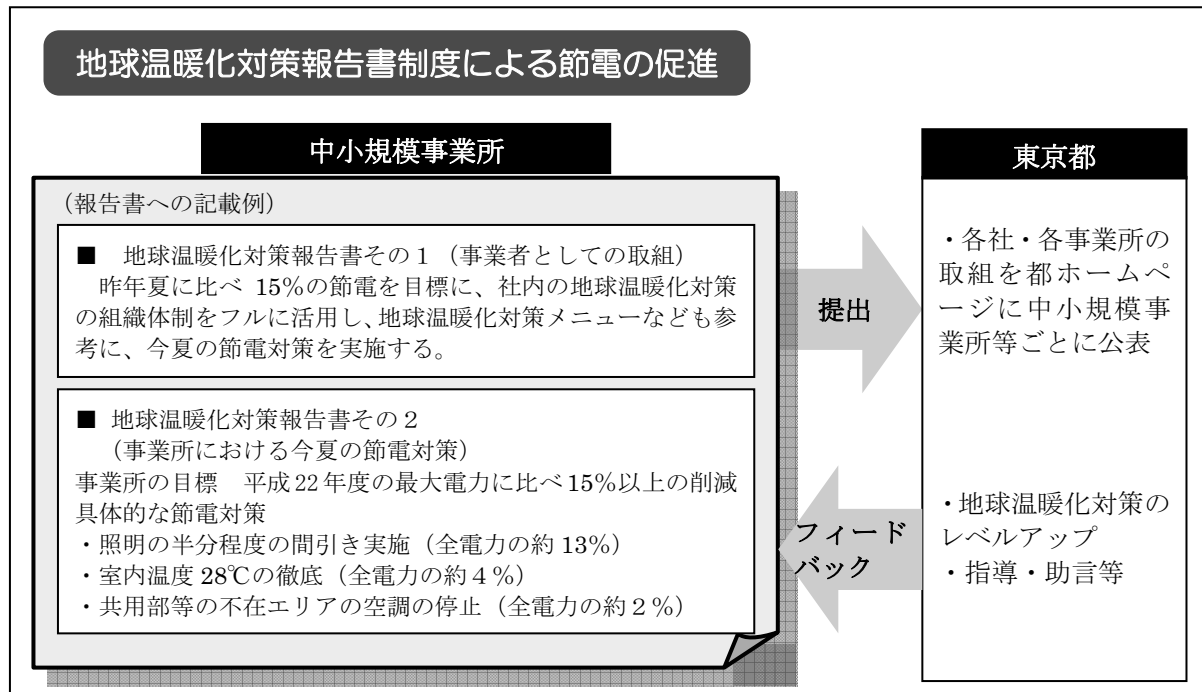 地球温暖化対策報告書制度による節電の促進
中小規模事業所
(報告書への記載例)
■ 地球温暖化対策報告書その1(事業者としての取組)
昨年夏に比べ 15%の節電を目標に、社内の地球温暖化対策
の組織体制をフルに活用し、地球温暖化対策メニューなども参
考に、今夏の節電対策を実施する。
■ 地球温暖化対策報告書その2
(事業所における今夏の節電対策)
事業所の目標 平成22年度の最大電力に比べ15%以上の削減
具体的な節電対策
・照明の半分程度の間引き実施(全電力の約13%)
・室内温度28℃の徹底(全電力の約4%)
・共用部等の不在エリアの空調の停止(全電力の約2%)
提出
フィード
バック
東京都
・各社・各事業所の
取組を都ホームペ
ージに中小規模事
業所等ごとに公表
・地球温暖化対策の
レベルアップ
・指導・助言等